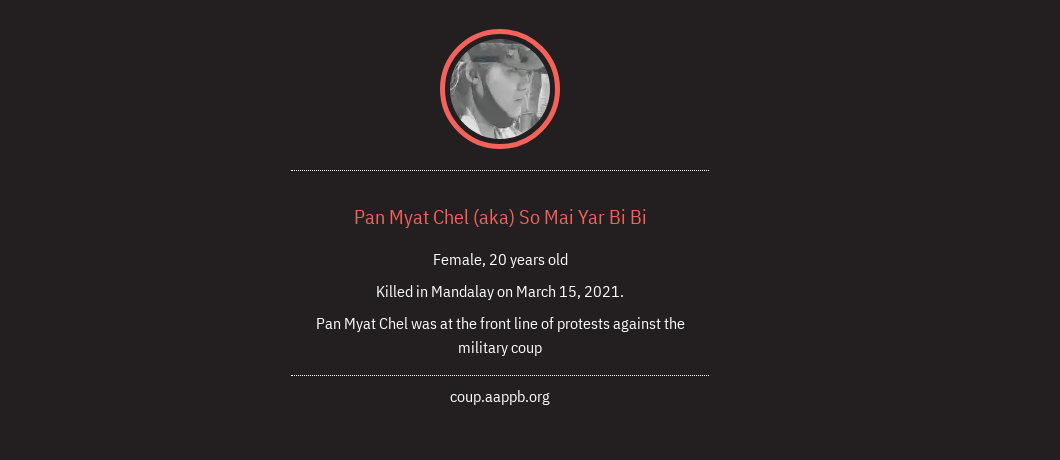 Pan Myat Chel (aka) So Mai Yar Bi Bi
Female, 20 years old
Killed in Mandalay on March 15, 2021.
Pan Myat Chel was at the front line of protests against the
military coup
coup.aappb.org